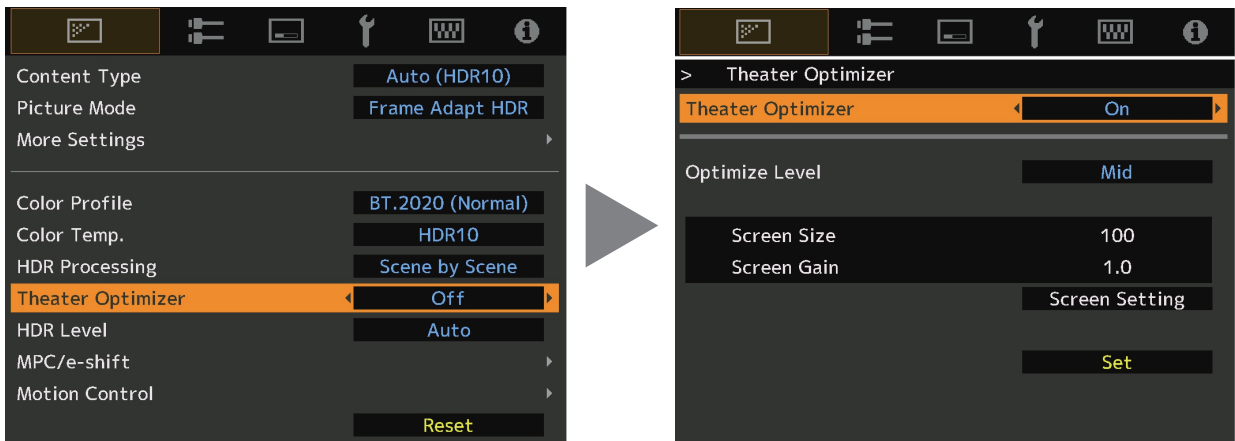 Content Type Auto (HDR10)
Picture Mode Frame Adapt HDR
More Settings
Color Profile BT.2020 (Normal)
Color Temp. HDR10
HDR Processing Scene by Scene
Theater Optimizer Off
HDR Level Auto
MPC/e-shift
Motion Control
Reset
> Theater Optimizer
Theater Optimizer On
Optimize Level Mid
Screen Size 100
Screen Gain 1.0
Screen Setting
Set